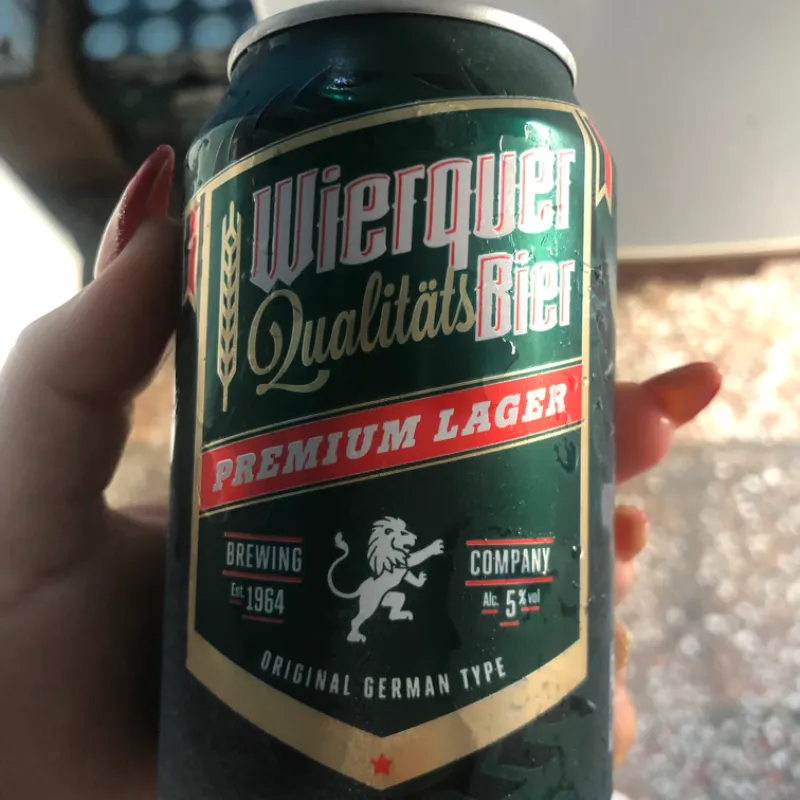 Wierquer
Qualitäts Bier
PREMIUM LAGER
BREWING
Est. 1964
COMPANY
Alc. 5% vol
ORIGINAL GERMAN TYPE